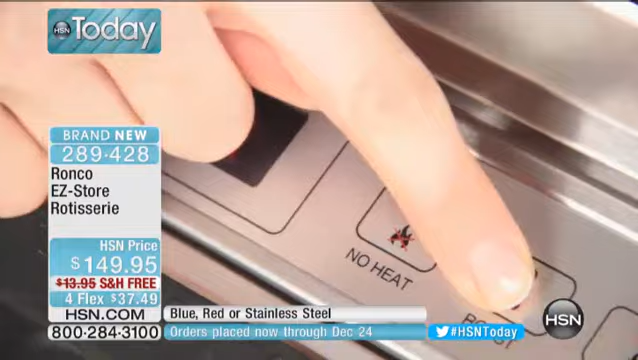 HSN Today
BRAND NEW
289-428
Ronco
EZ-Store
Rotisserie
HSN Price
$149.95
$13.95 S&H FREE
4 Flex $37.49
HSN.COM
800-284-3100
Blue, Red or Stainless Steel
Orders placed now through Dec 24
#HSNToday
HSN
NO HEAT